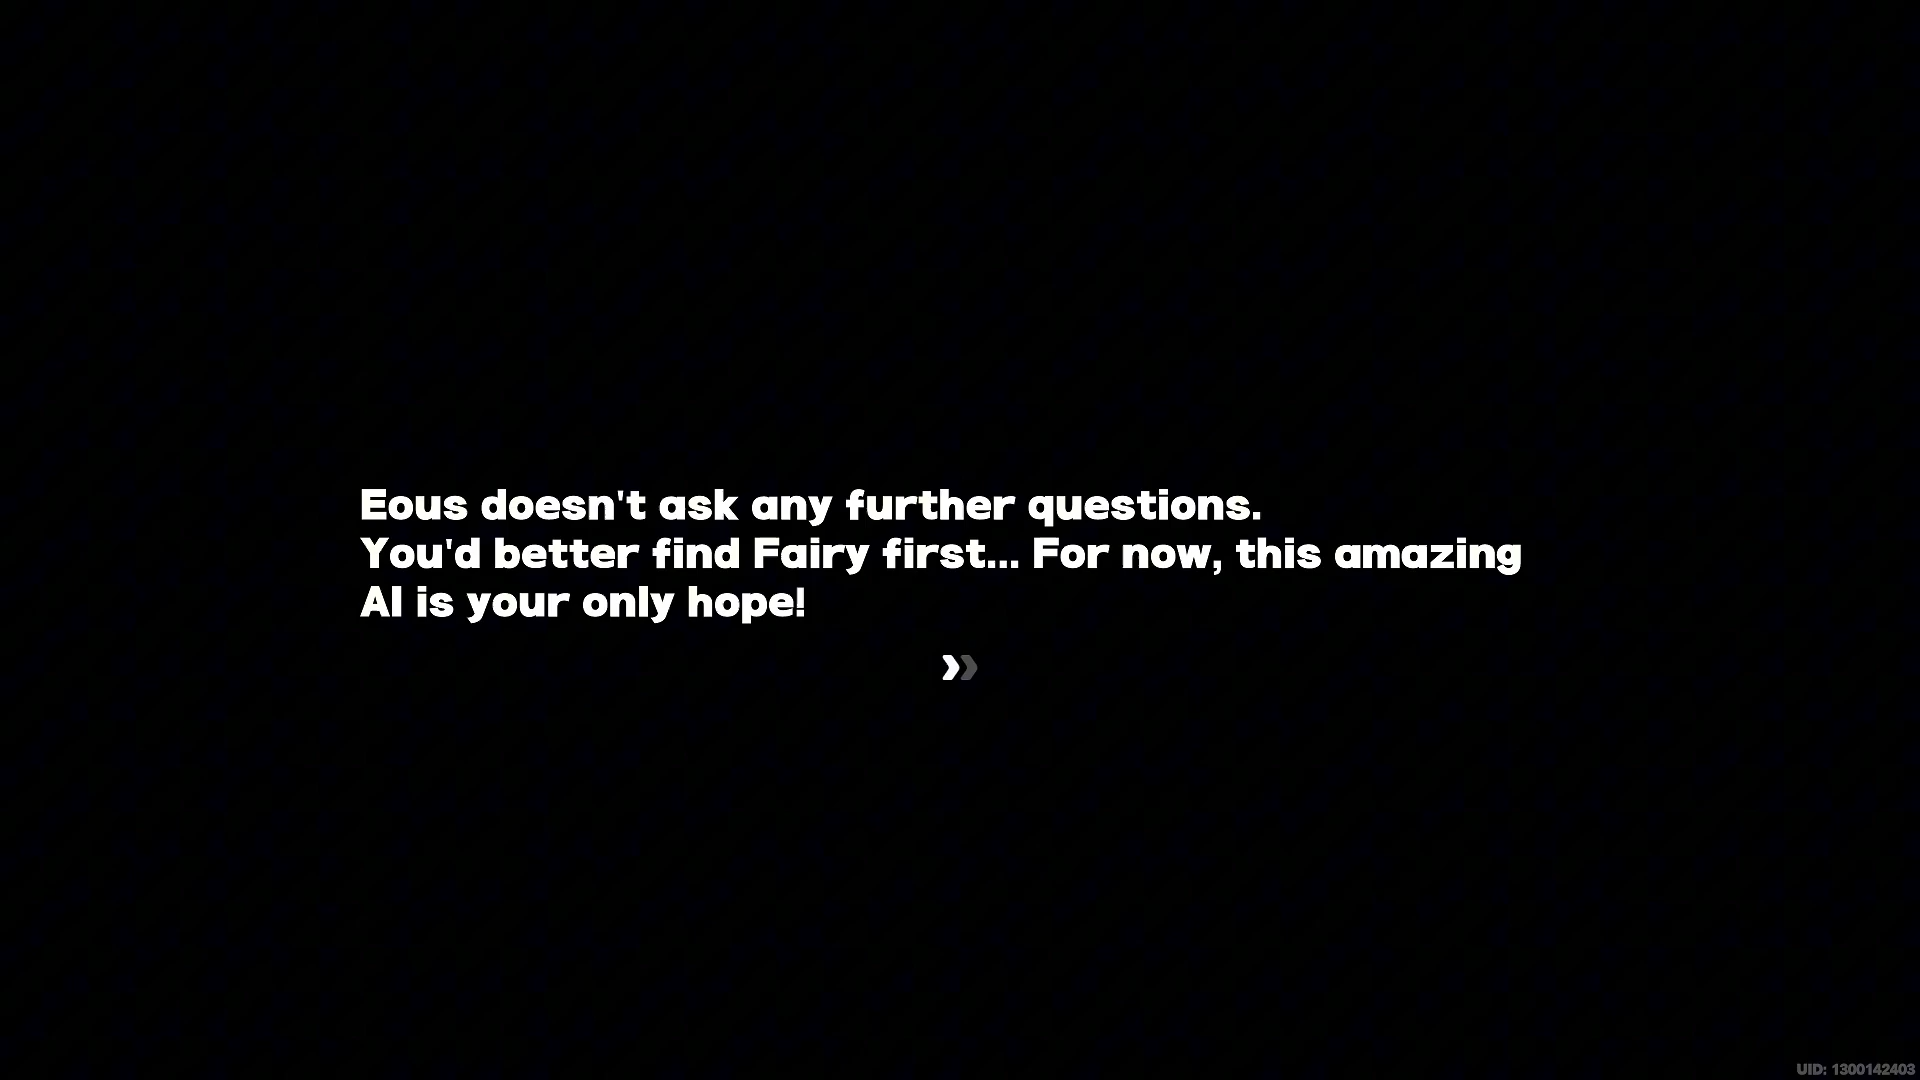 Eous doesn't ask any further questions.
You'd better find Fairy first... For now, this amazing
AI is your only hope!
UID: 1300142403